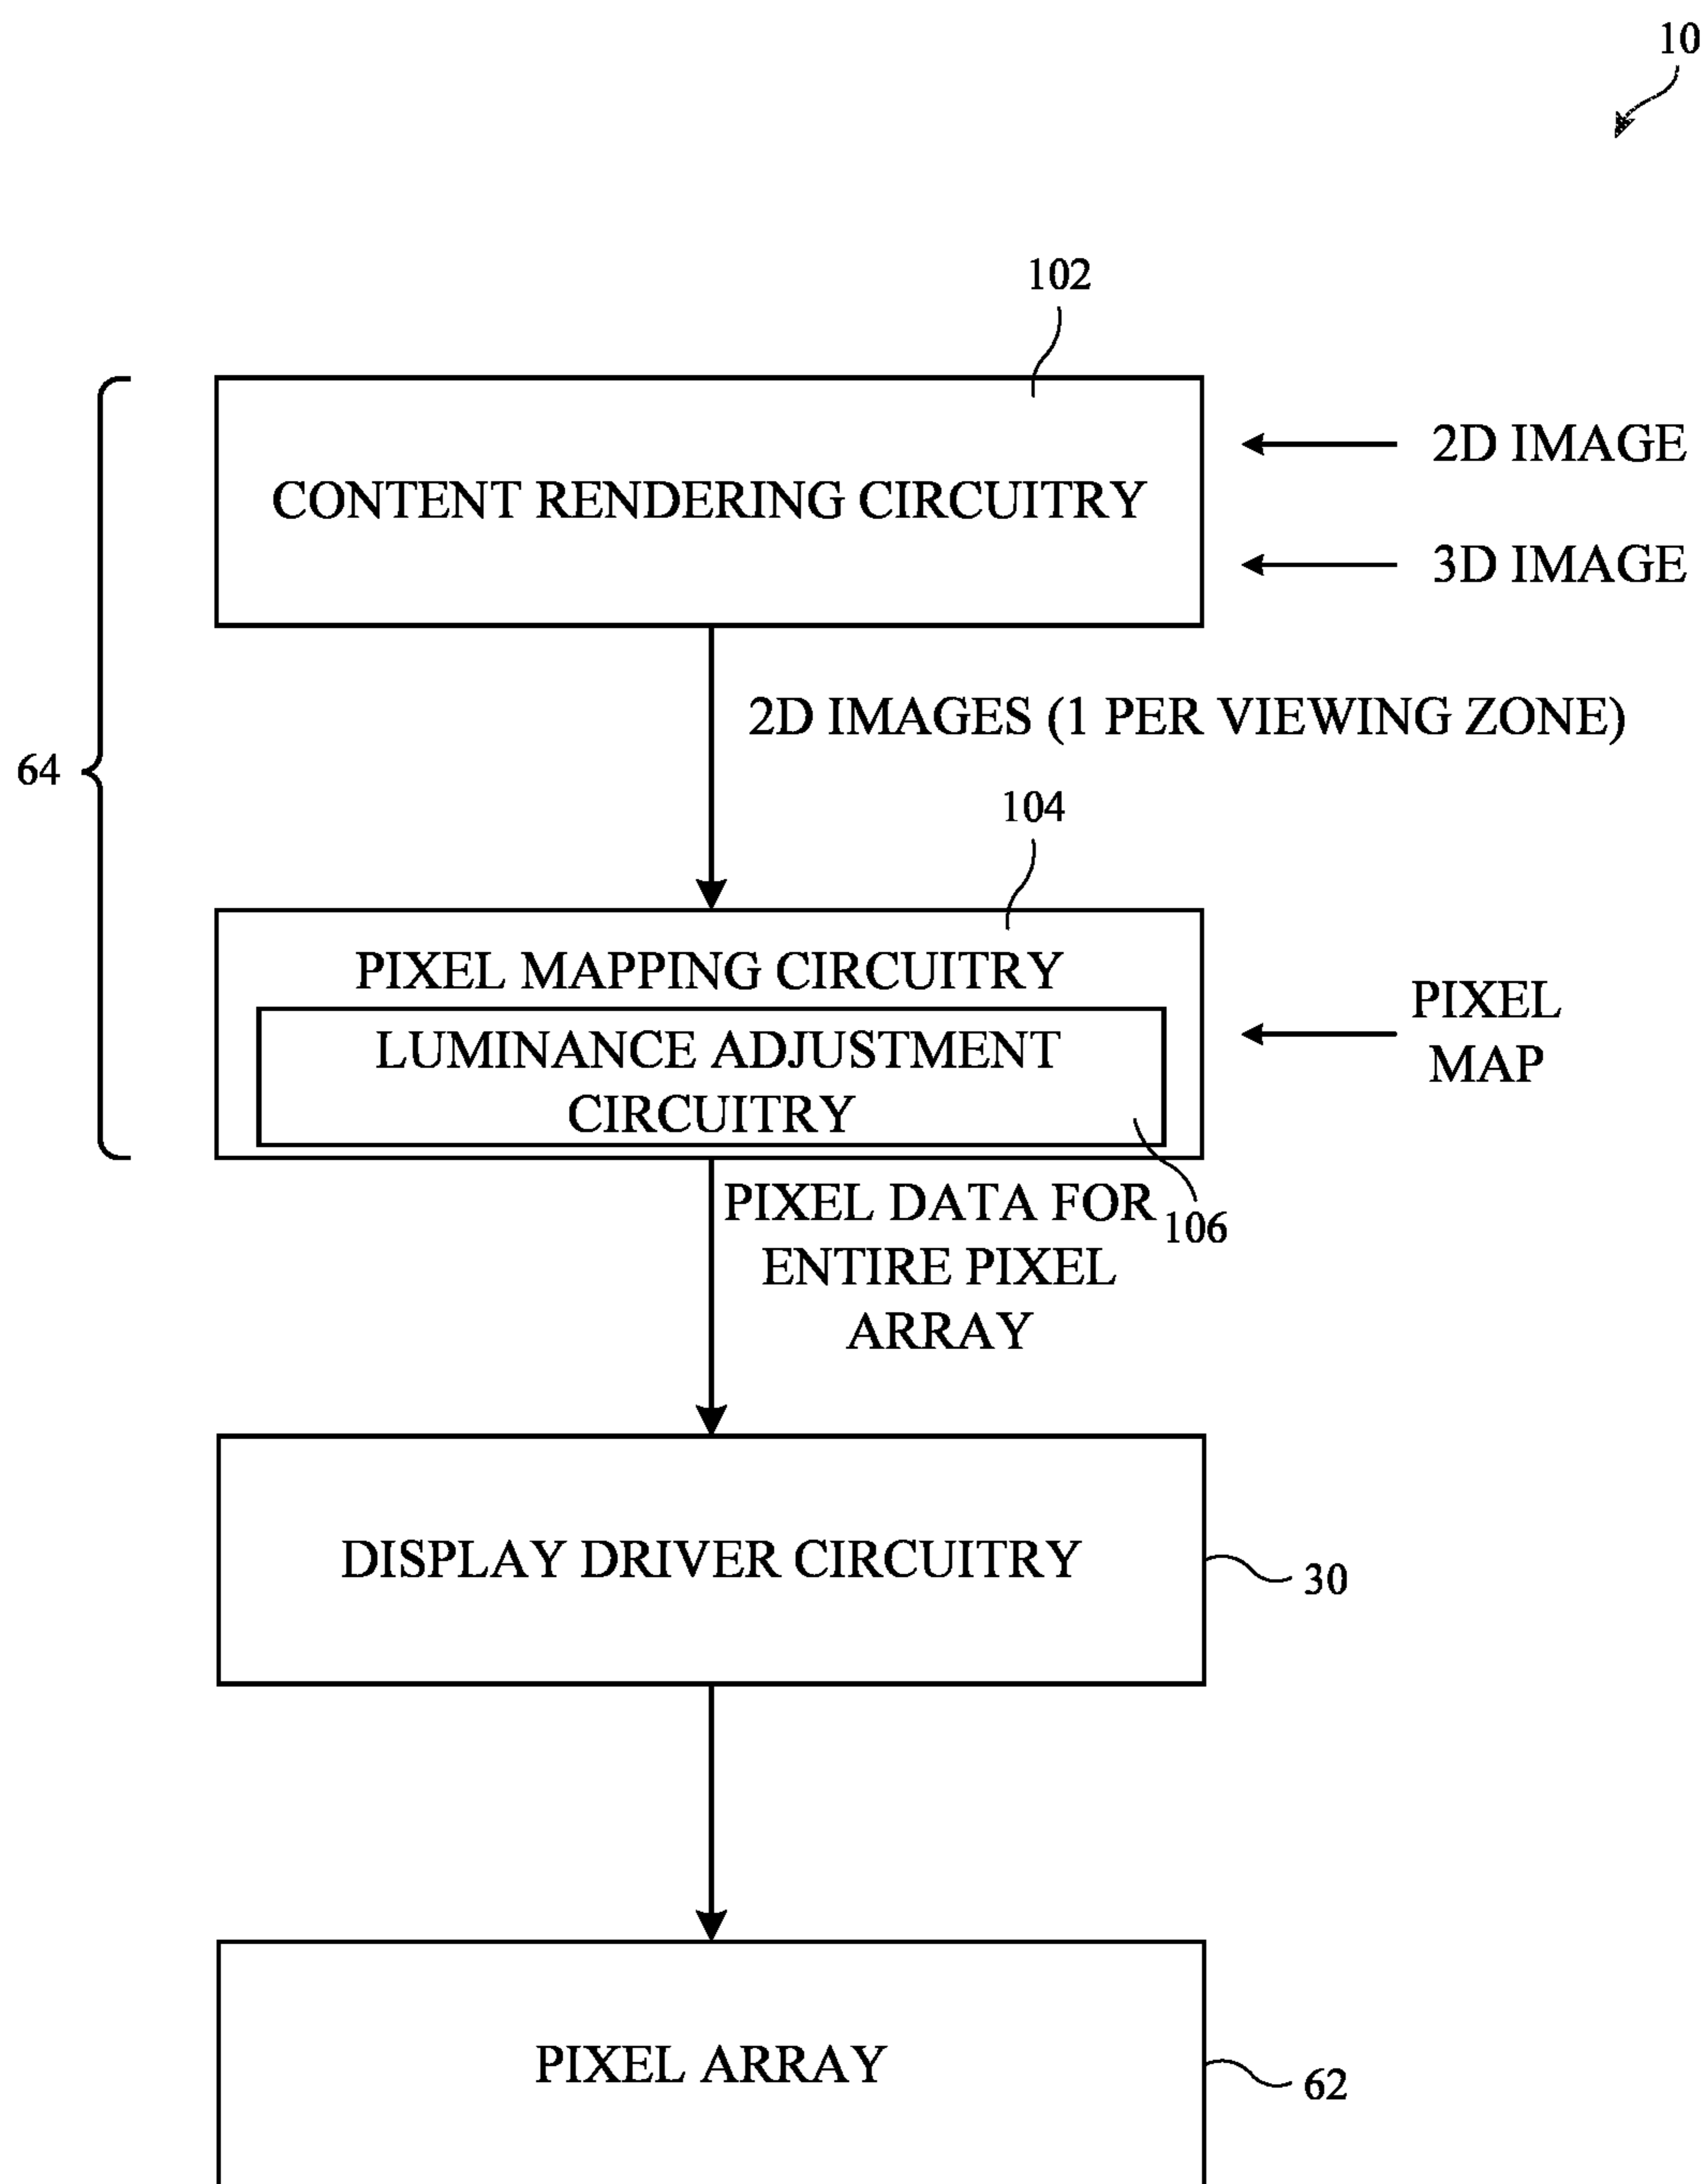 10
102
2D IMAGE
CONTENT RENDERING CIRCUITRY
3D IMAGE
2D IMAGES (1 PER VIEWING ZONE)
64
104
PIXEL MAPPING CIRCUITRY
LUMINANCE ADJUSTMENT
CIRCUITRY
PIXEL
MAP
106
PIXEL DATA FOR
ENTIRE PIXEL
ARRAY
DISPLAY DRIVER CIRCUITRY
30
PIXEL ARRAY
62